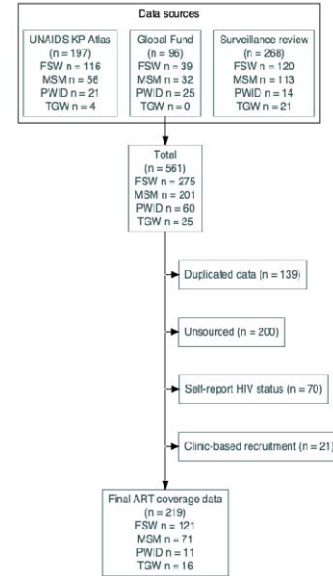 Data sources
UNAIDS KP Atlas
(n = 197)
FSW n = 116
MSM n = 56
PWID n = 21
TGW n = 4
Global Fund
(n = 96)
FSW n = 39
MSM n = 32
PWID n = 25
TGW n = 0
Surveillance review
(n = 268)
FSW n = 120
MSM n = 113
PWID n = 14
TGW n = 21
Total
(n = 561)
FSW n = 275
MSM n = 201
PWID n = 60
TGW n = 25
Duplicated data (n = 139)
Unsourced (n = 200)
Self-report HIV status (n = 70)
Clinic-based recruitment (n = 21)
Final ART coverage data
(n = 219)
FSW n = 121
MSM n = 71
PWID n = 11
TGW n = 16